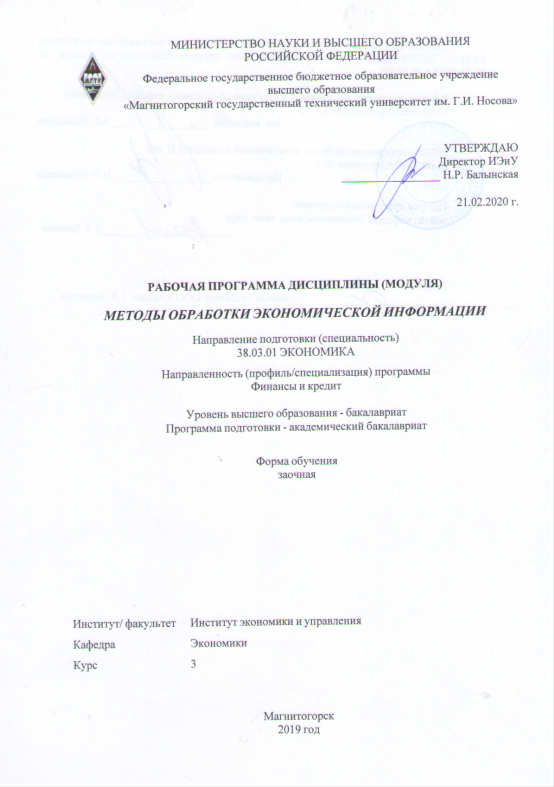 МИНИСТЕРСТВО НАУКИ И ВЫСШЕГО ОБРАЗОВАНИЯ
РОССИЙСКОЙ ФЕДЕРАЦИИ
Федеральное государственное бюджетное образовательное учреждение
высшего образования
«Магнитогорский государственный технический университет им. Г.И. Носова»
УТВЕРЖДАЮ
Директор ИЭиУ
Н.Р. Балынская
21.02.2020 г.
РАБОЧАЯ ПРОГРАММА ДИСЦИПЛИНЫ (МОДУЛЯ)
МЕТОДЫ ОБРАБОТКИ ЭКОНОМИЧЕСКОЙ ИНФОРМАЦИИ
Направление подготовки (специальность)
38.03.01 ЭКОНОМИКА
Направленность (профиль/специализация) программы
Финансы и кредит
Уровень высшего образования - бакалавриат
Программа подготовки - академический бакалавриат
Форма обучения
заочная
Институт/ факультет Институт экономики и управления
Кафедра Экономики
Курс 3
Магнитогорск
2019 год